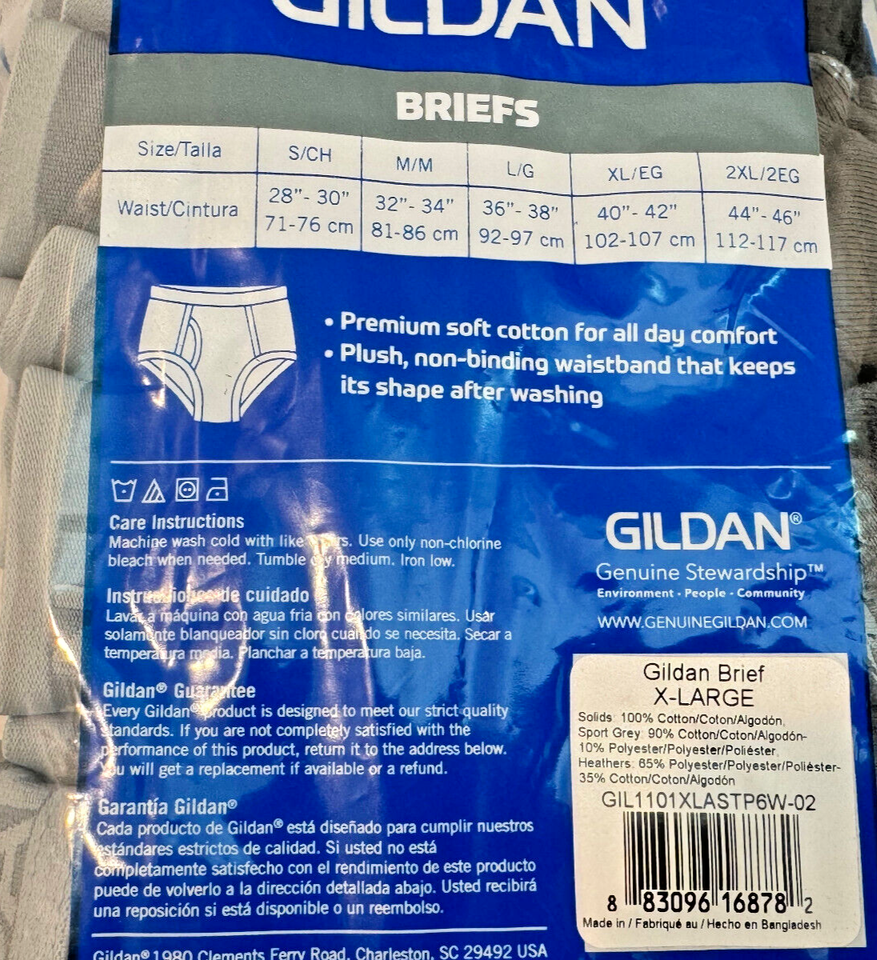 GILDAN
BRIEFS
Size/Talla S/CH M/M L/G XL/EG 2XL/2EG
Waist/Cintura 28"- 30" 32"- 34" 36"- 38" 40"- 42" 44"- 46"
71-76 cm 81-86 cm 92-97 cm 102-107 cm 112-117 cm
• Premium soft cotton for all day comfort
• Plush, non-binding waistband that keeps
its shape after washing
Care Instructions
Machine wash cold with like Use only non-chlorine
bleach when needed. Tumble dry medium. Iron low.
Instrucciones de cuidado
Lavar a máquina con agua fria con colores similares. Usar
solamente blanqueador sin cloro cuando se necesita. Secar a
temperatura media. Planchar a temperatura baja.
Gildan® Guarantee
Every Gildan® product is designed to meet our strict quality
standards. If you are not completely satisfied with the
performance of this product, return it to the address below.
You will get a replacement if available or a refund.
Garantía Gildan®
Cada producto de Gildan® está diseñado para cumplir nuestros
estándares estrictos de calidad. Si usted no está
completamente satisfecho con el rendimiento de este producto
puede de volverlo a la dirección detallada abajo. Usted recibirá
una reposición si está disponible o un reembolso.
Gildan® 1980 Clements Ferry Road, Charleston, SC 29492 USA
GILDAN®
Genuine Stewardship™
Environment • People • Community
WWW.GENUINEGILDAN.COM
Gildan Brief
X-LARGE
Solids: 100% Cotton/Coton/Algodón,
Sport Grey: 90% Cotton/Coton/Algodón-
10% Polyester/Polyester/Poliéster,
Heathers: 65% Polyester/Polyester/Polièster-
35% Cotton/Coton/Algodón
GIL1101XLASTP6W-02
8 83096 16878 2
Made in / Fabriqué au / Hecho en Bangladesh